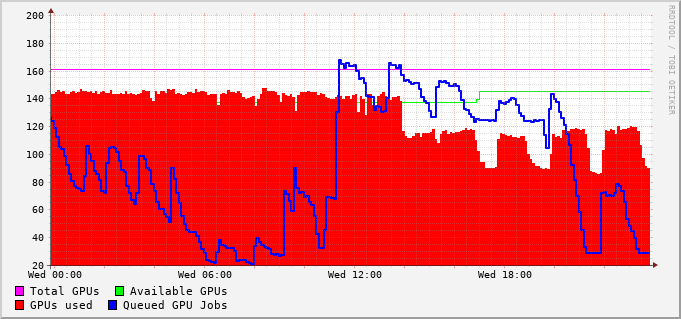 200
180
160
140
120
100
80
60
40
20
Wed 00:00 Wed 06:00 Wed 12:00 Wed 18:00
Total GPUs Available GPUs
GPUs used Queued GPU Jobs
RRDTOOL / TOBI OETIKER